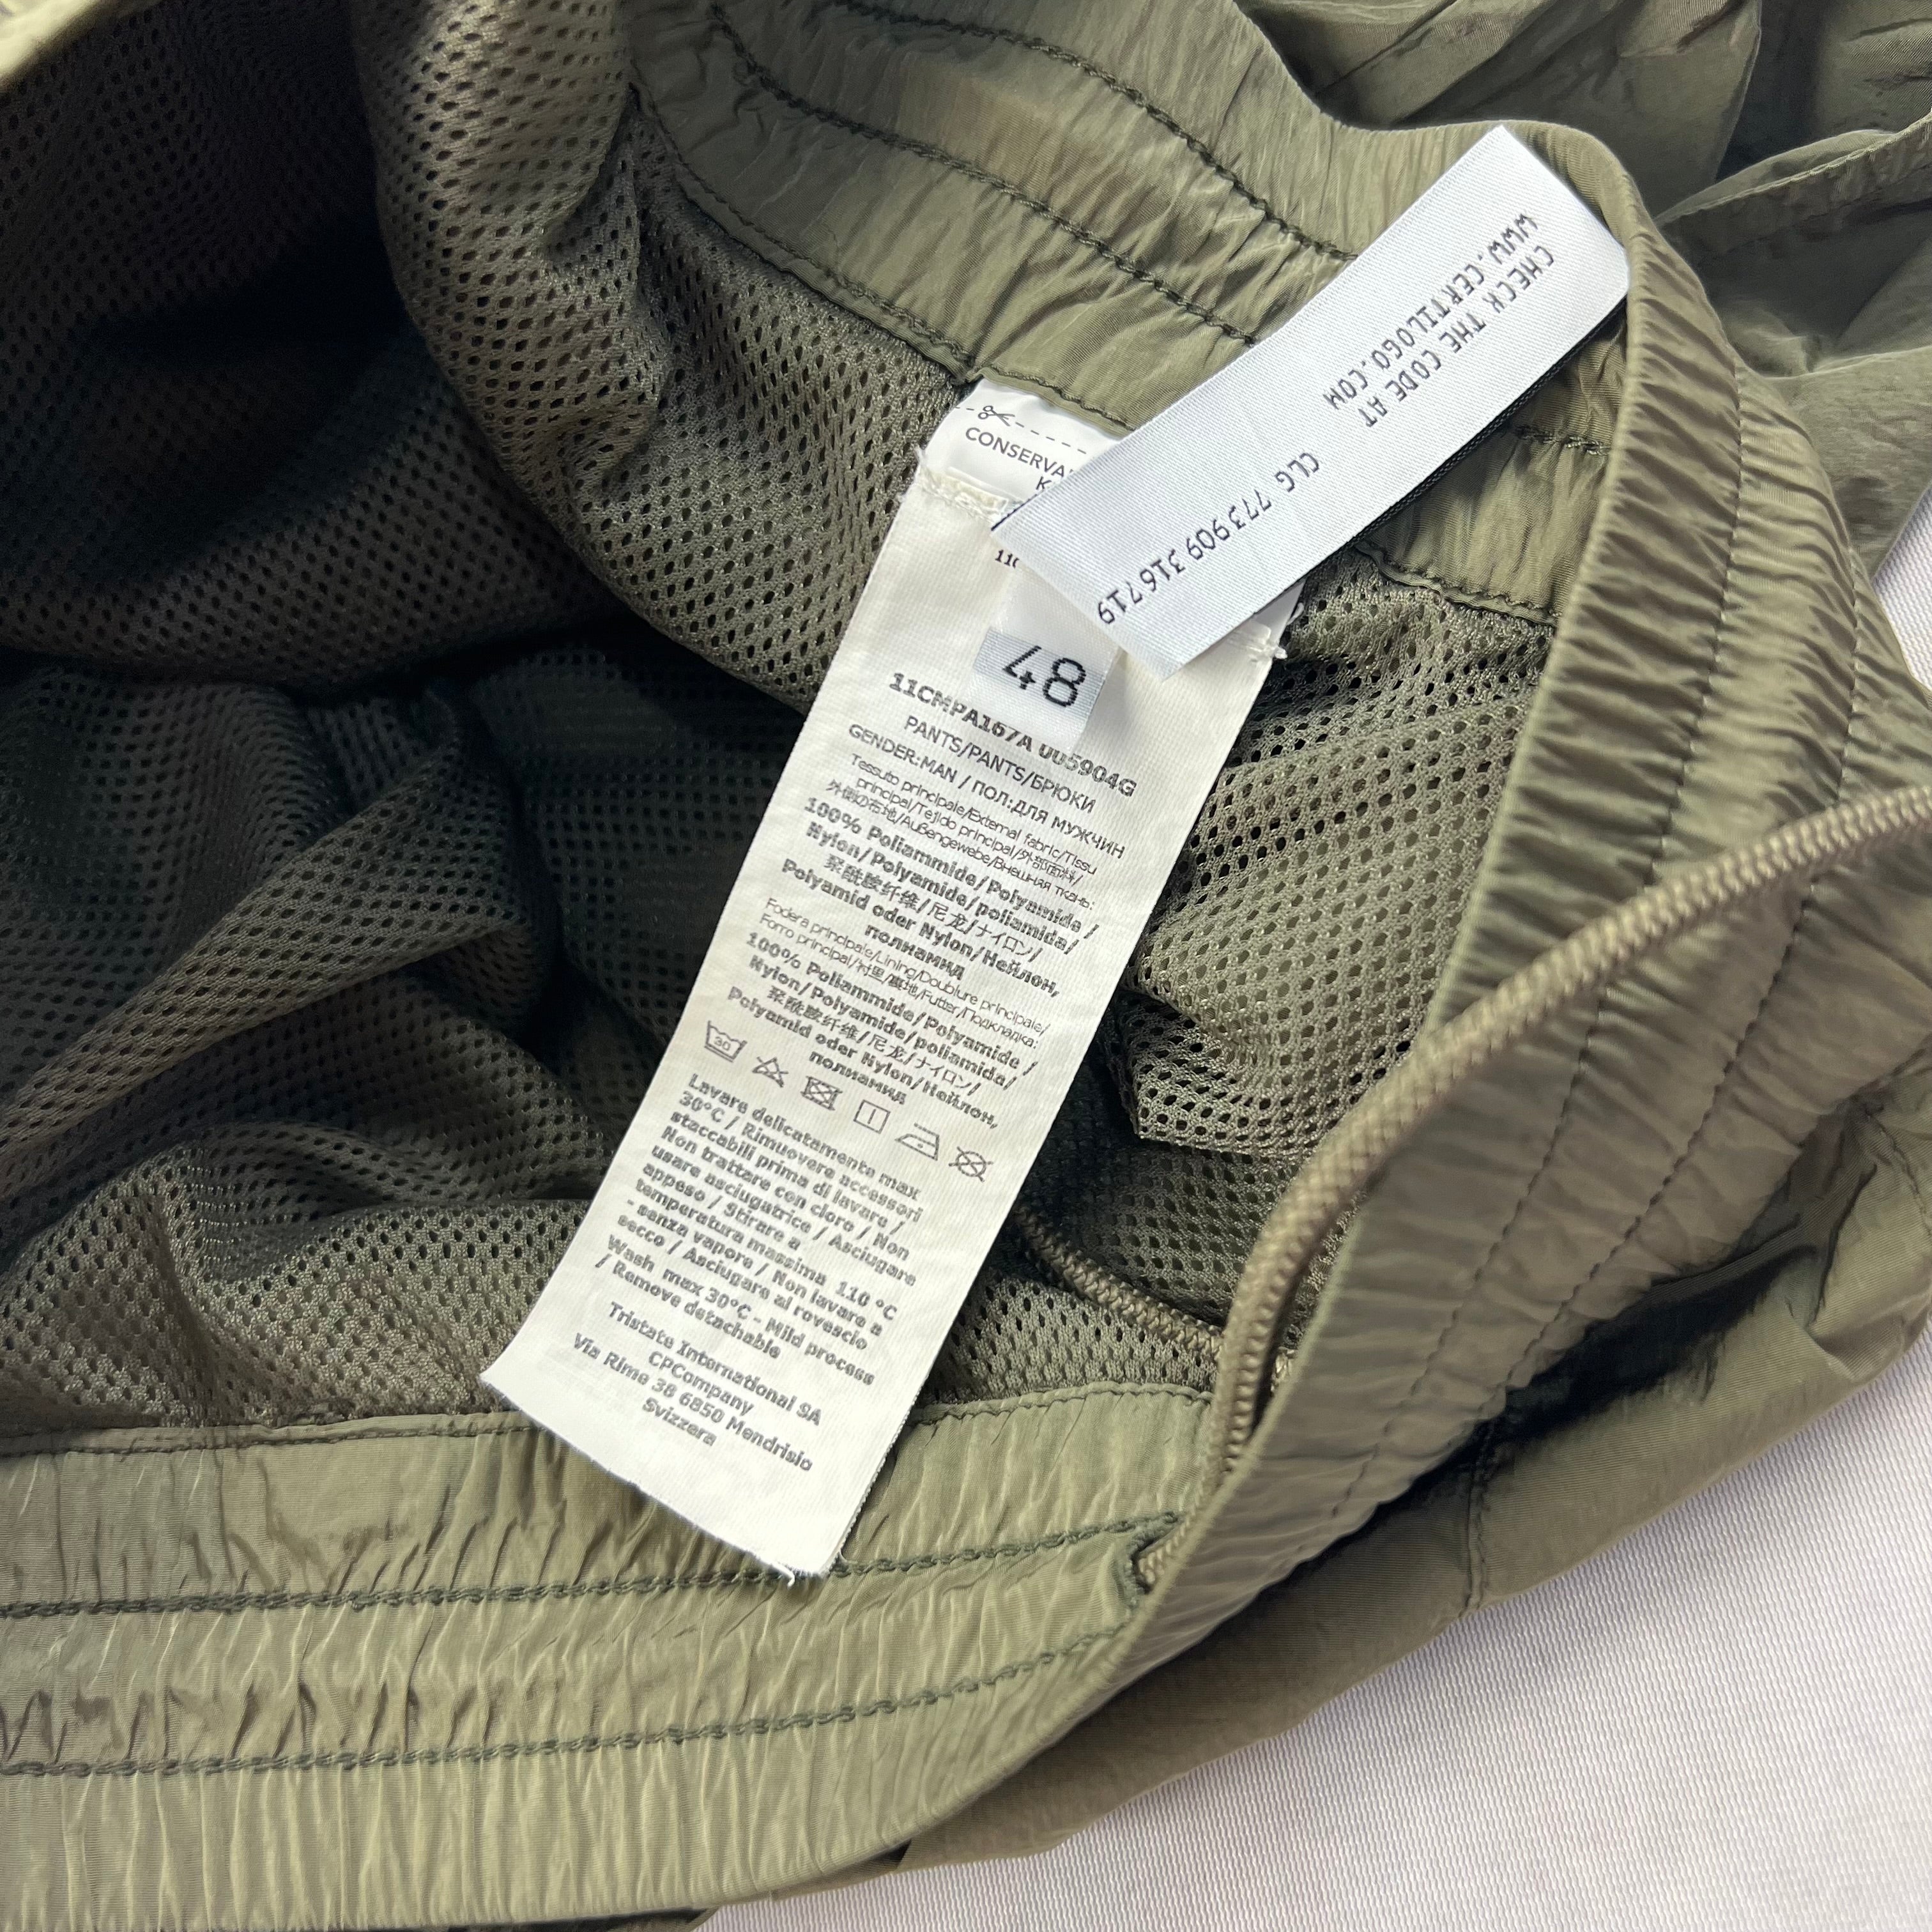 CHECK THE CODE AT
WWW.CERTILOGO.COM
CLG 773909316719
CONSERVA
K
110
48
11CMPA167A 005904G
PANTS/PANTS/БРЮКИ
GENDER:MAN / ПОЛ:ДЛЯ МУЖЧИН
Tessuto principale/External fabric/Tissu
principal/Tejido principal/外部面料/
外側の布地/Außengewebe/Внешняя ткань:
100% Poliammide/Polyamide /
Nylon/Polyamide/poliamida/
聚酰胺纤维/尼龙/ナイロン/
Polyamid oder Nylon/Нейлон,
полиамид
Fodera principale/Lining/Doublure principale/
Forro principal/衬里/裏地/Futter/Подкладка:
100% Poliammide/Polyamide /
Nylon/Polyamide/poliamida/
聚酰胺纤维/尼龙/ナイロン/
Polyamid oder Nylon/Нейлон,
полиамид
30
Lavare delicatamente max
30°C / Rimuovere accessori
staccabili prima di lavare /
Non trattare con cloro / Non
usare asciugatrice / Asciugare
appeso / Stirare a
temperatura massima 110 °C
- senza vapore / Non lavare a
secco / Asciugare al rovescio
Wash max 30°C - Mild process
/ Remove detachable
Tristate International SA
CPCompany
Via Rime 38 6850 Mendrisio
Svizzera